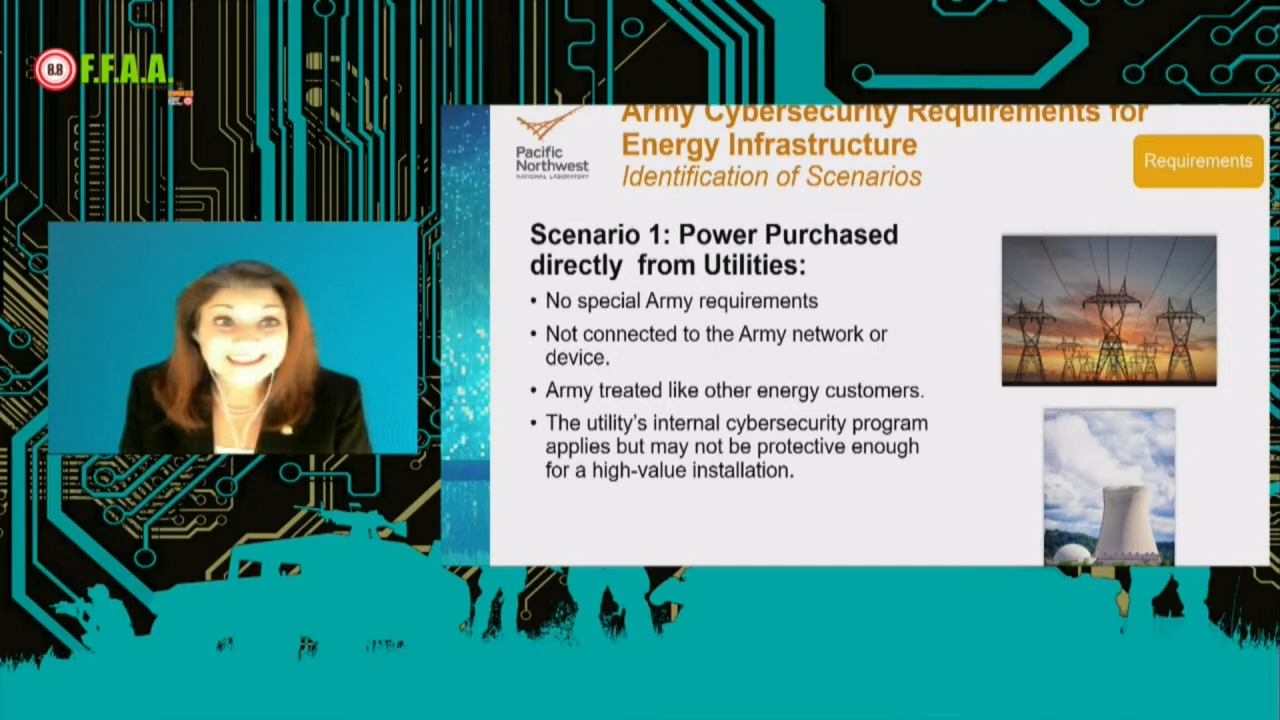 8.8 F.F.A.A.
Army Cybersecurity Requirements for
Energy Infrastructure
Identification of Scenarios
Pacific
Northwest
NATIONAL LABORATORY
Requirements
Scenario 1: Power Purchased
directly from Utilities:
• No special Army requirements
• Not connected to the Army network or
device.
• Army treated like other energy customers.
• The utility's internal cybersecurity program
applies but may not be protective enough
for a high-value installation.